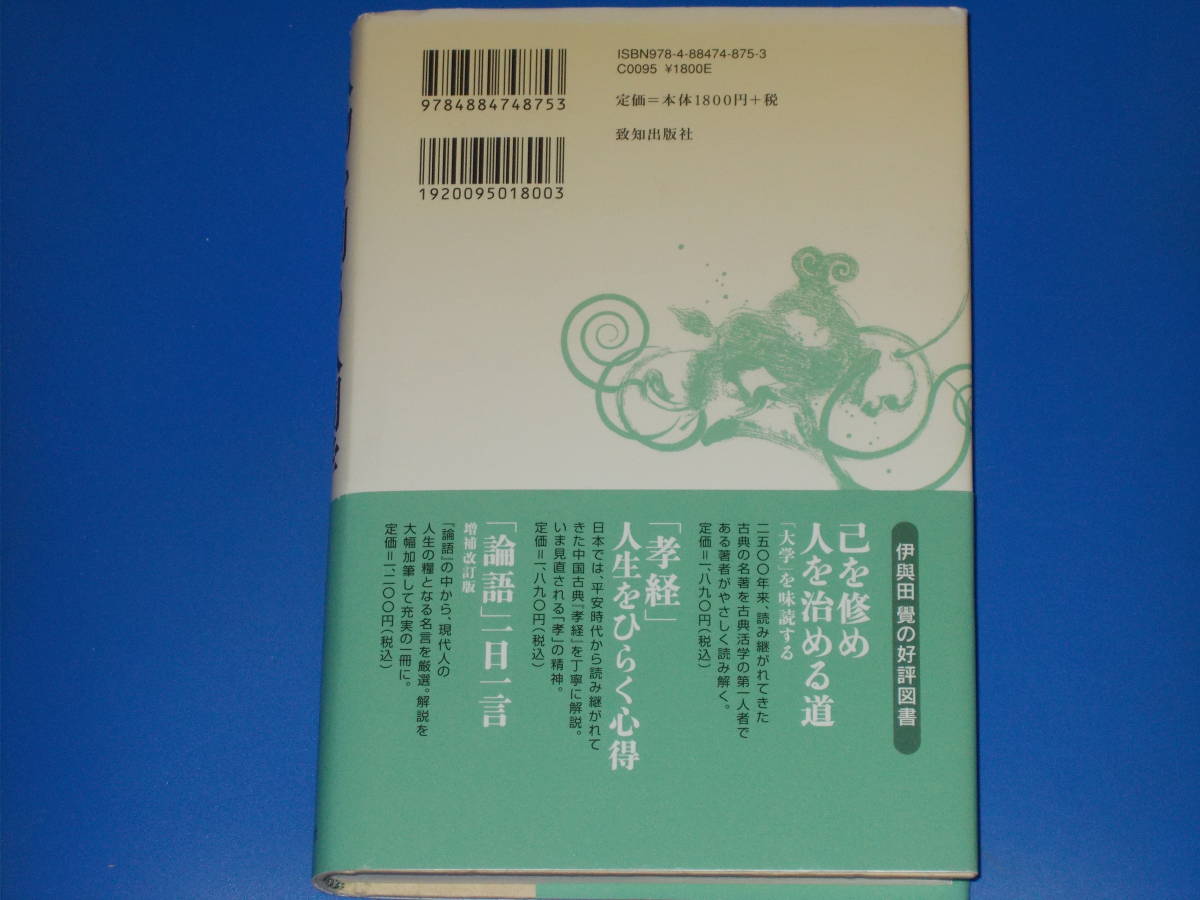 ISBN978-4-88474-875-3
C0095 ¥1800E
定価＝本体1800円＋税
致知出版社
9784884748753
1920095018003
伊與田 覺の好評図書
己を修め
人を治める道
「大学」を味読する
二五〇〇年来、読み継がれてきた
古典の名著を古典活学の第一人者で
ある著者がやさしく読み解く。
定価＝一、八九〇円（税込）
「孝経」
人生をひらく心得
日本では、平安時代から読み継がれて
きた中国古典『孝経』を丁寧に解説。
いま見直される「孝」の精神。
定価＝一、八九〇円（税込）
「論語」一日一言
増補改訂版
『論語』の中から、現代人の
人生の糧となる名言を厳選。解説を
大幅加筆して充実の一冊に。
定価＝一、二〇〇円（税込）